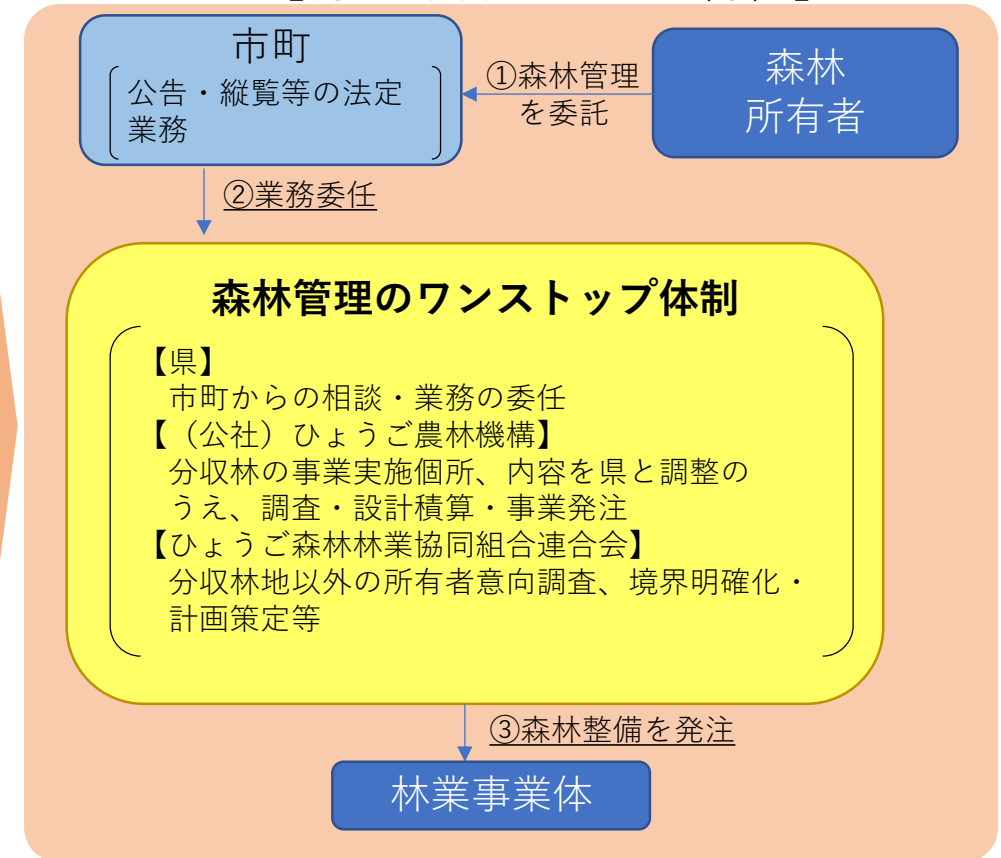 市町
公告・縦覧等の法定
業務
①森林管理
を委託
森林
所有者
②業務委任
森林管理のワンストップ体制
【県】
市町からの相談・業務の委任
【（公社）ひょうご農林機構】
分収林の事業実施個所、内容を県と調整の
うえ、調査・設計積算・事業発注
【ひょうご森林林業協同組合連合会】
分収林地以外の所有者意向調査、境界明確化・
計画策定等
③森林整備を発注
林業事業体